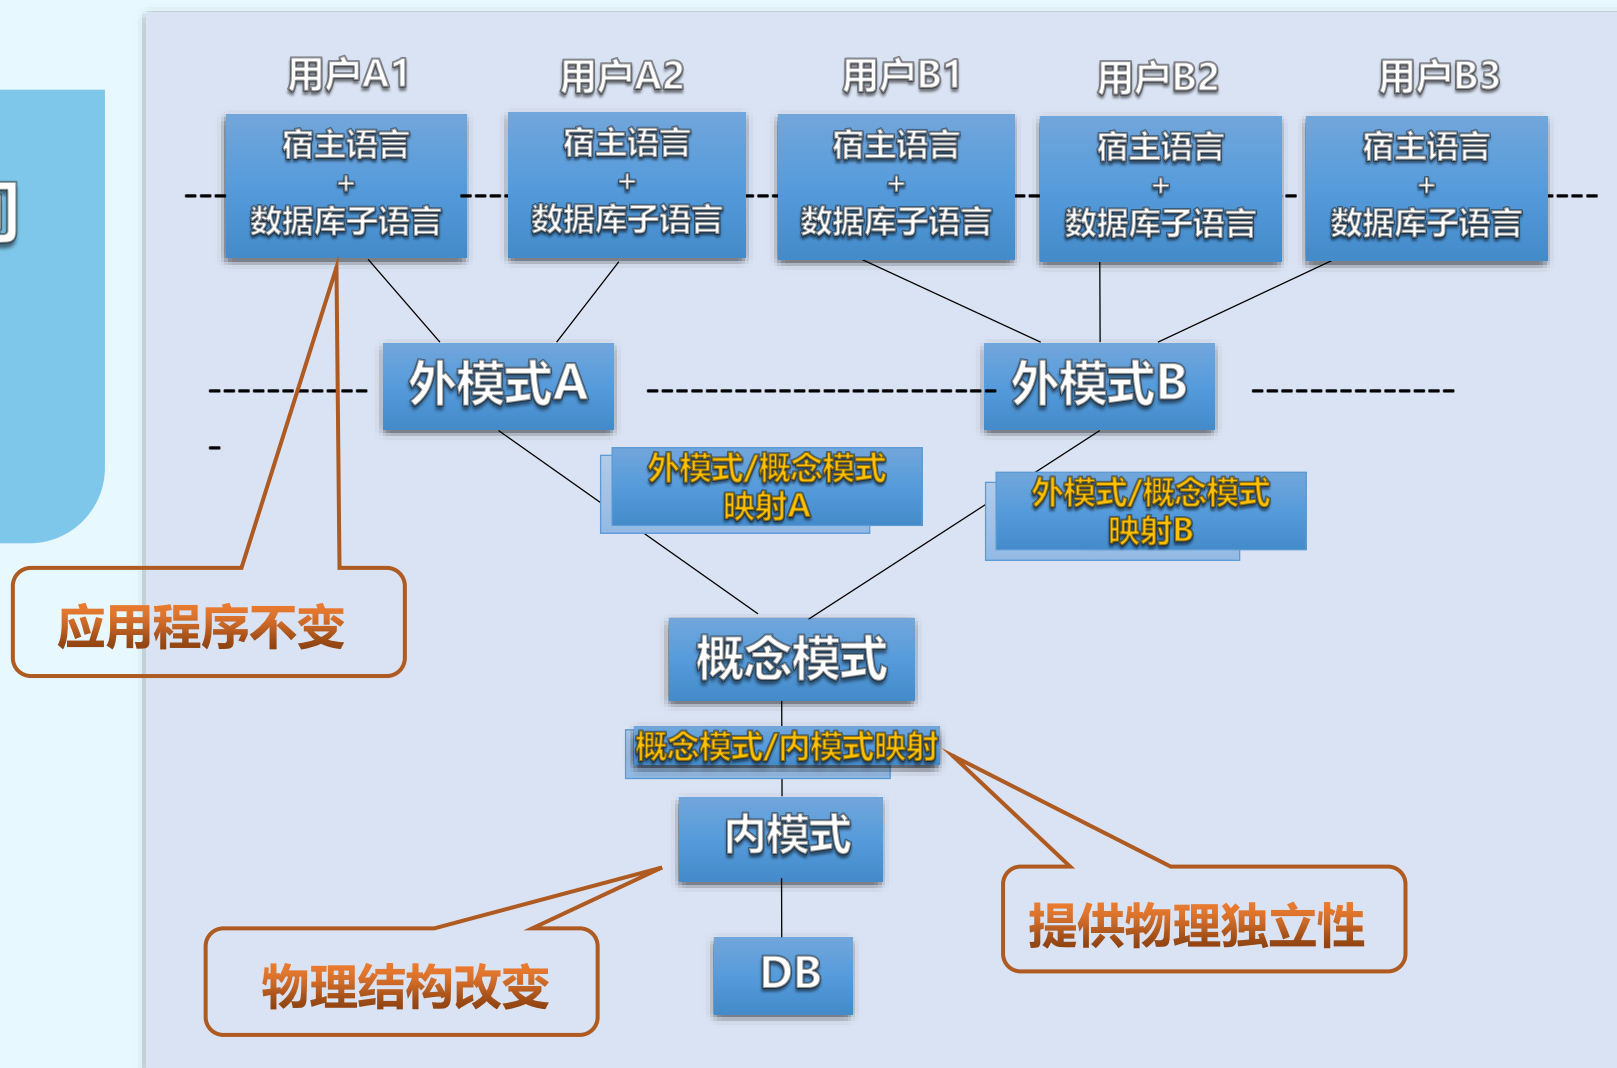 用户A1
用户A2
用户B1
用户B2
用户B3
宿主语言
+
数据库子语言
宿主语言
+
数据库子语言
宿主语言
+
数据库子语言
宿主语言
+
数据库子语言
宿主语言
+
数据库子语言
外模式A
外模式B
外模式/概念模式
映射A
外模式/概念模式
映射B
应用程序不变
概念模式
概念模式/内模式映射
内模式
提供物理独立性
物理结构改变
DB